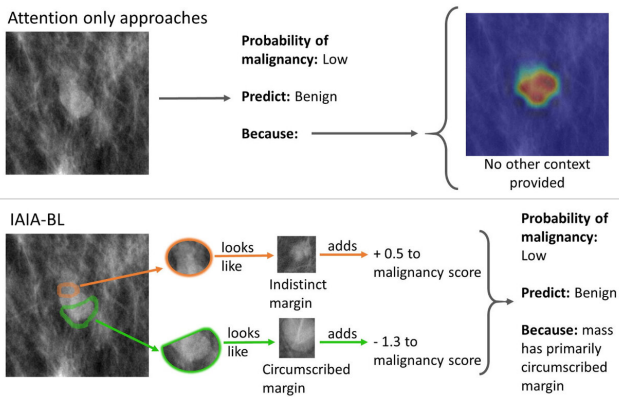 Attention only approaches
Probability of
malignancy: Low
Predict: Benign
Because:
No other context
provided
IAIA-BL
looks
like
Indistinct
margin
adds
+ 0.5 to
malignancy score
looks
like
Circumscribed
margin
adds
- 1.3 to
malignancy score
Probability of
malignancy:
Low
Predict: Benign
Because: mass
has primarily
circumscribed
margin